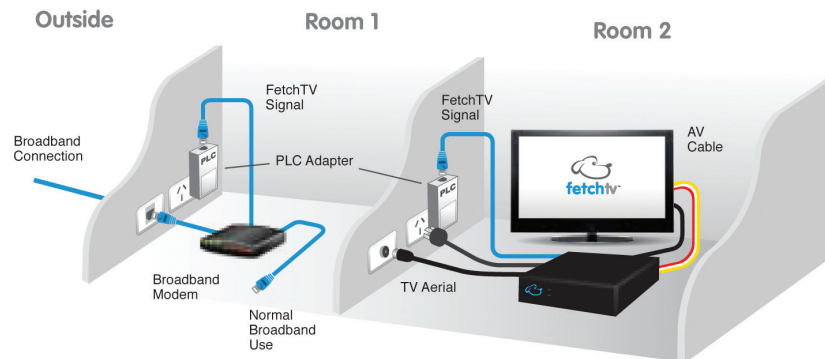 Outside
Room 1
Room 2
FetchTV
Signal
FetchTV
Signal
AV
Cable
Broadband
Connection
PLC
PLC Adapter
PLC
fetchtv™
Broadband
Modem
TV Aerial
Normal
Broadband
Use